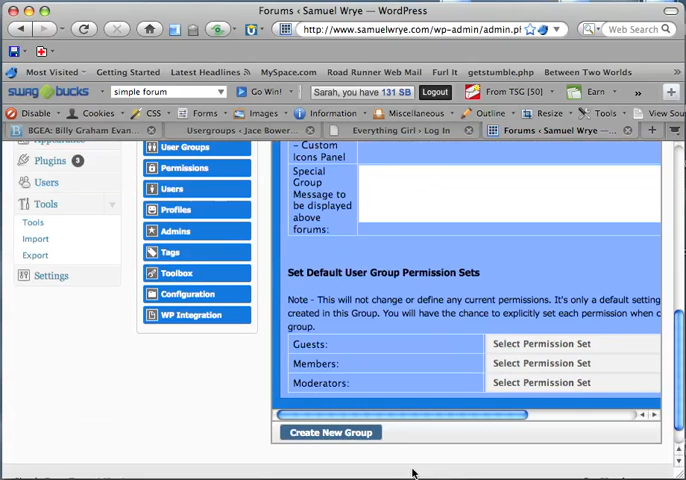 Forums ‹ Samuel Wrye — WordPress
http://www.samuelwrye.com/wp-admin/admin.pl
Web Search
Most Visited Getting Started Latest Headlines MySpace.com Road Runner Web Mail Furl It getstumble.php Between Two Worlds
swag bucks simple forum Go Win! Sarah, you have 131 SB Logout From TSG [50] Earn
Disable Cookies CSS Forms Images Information Miscellaneous Outline Resize Tools
BGEA: Billy Graham Evan... Usergroups ‹ Jace Bower... Everything Girl ‹ Log In Forums ‹ Samuel Wrye — ...
Plugins 3
Users
Tools
Tools
Import
Export
Settings
User Groups
Permissions
Users
Profiles
Admins
Tags
Toolbox
Configuration
WP Integration
– Custom
Icons Panel
Special
Group
Message to
be displayed
above
forums:
Set Default User Group Permission Sets
Note - This will not change or define any current permissions. It's only a default setting
created in this Group. You will have the chance to explicitly set each permission when
group.
Guests: Select Permission Set
Members: Select Permission Set
Moderators: Select Permission Set
Create New Group